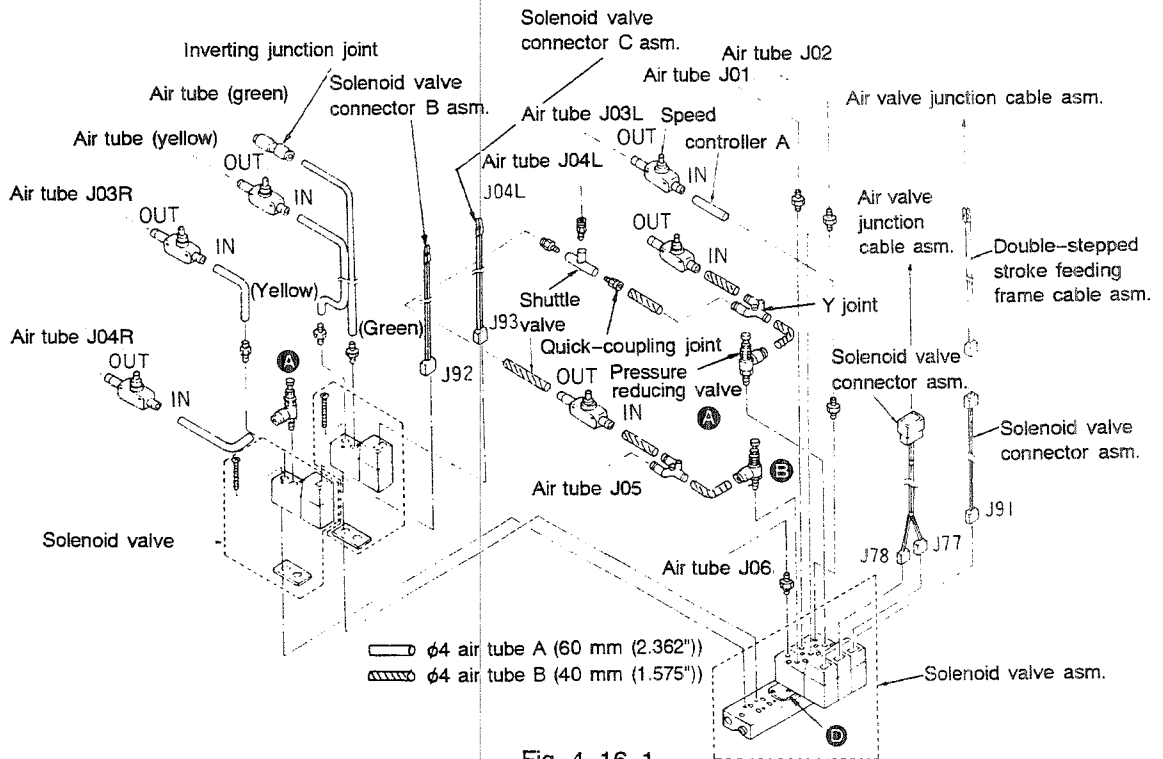 Solenoid valve
connector C asm.
Air tube J02
Air tube J01
Inverting junction joint
Air tube (green)
Solenoid valve
connector B asm.
Air tube J03L
Speed
controller A
Air valve junction cable asm.
Air tube (yellow)
OUT
IN
OUT
IN
Air tube J04L
J04L
Air tube J03R
OUT
IN
OUT
IN
Air valve
junction
cable asm.
Double-stepped
stroke feeding
frame cable asm.
(Yellow)
(Green)
Shuttle
valve
Y joint
J93
Quick-coupling joint
Air tube J04R
OUT
IN
A
J92
OUT
IN
Pressure
reducing valve
A
Solenoid valve
connector asm.
Solenoid valve
connector asm.
B
Air tube J05
J91
Solenoid valve
J78
J77
Air tube J06
φ4 air tube A (60 mm (2.362"))
φ4 air tube B (40 mm (1.575"))
Solenoid valve asm.
D
Fig. 4-16-1